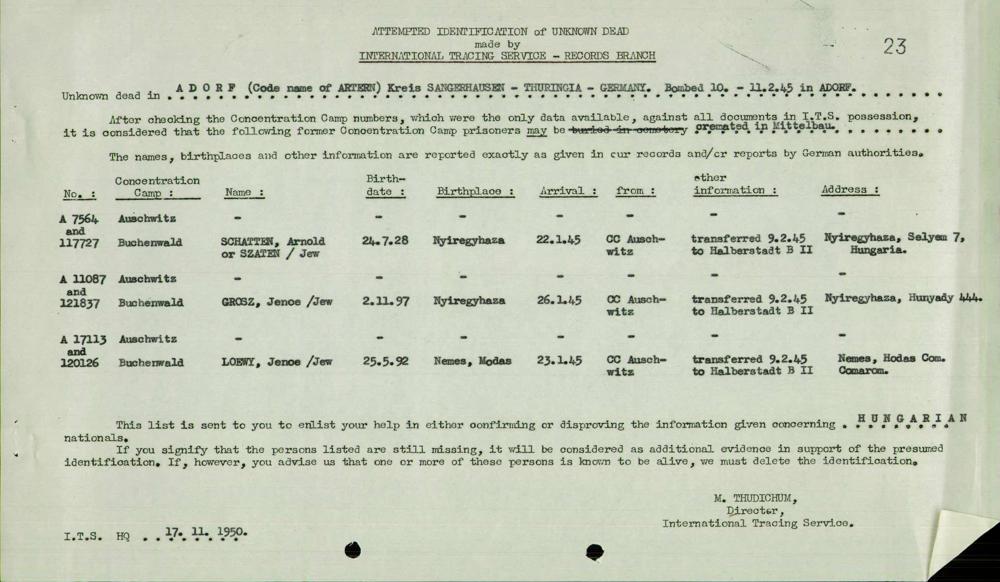 ATTEMPTED IDENTIFICATION of UNKNOWN DEAD
made by
INTERNATIONAL TRACING SERVICE - RECORDS BRANCH
23
Unknown dead in . A D O R F (Code name of ARTERN) Kreis SANGERHAUSEN - THURINGIA - GERMANY. Bombed 10. - 11.2.45 in ADORF.
After checking the Concentration Camp numbers, which were the only data available, against all documents in I.T.S. possession,
it is considered that the following former Concentration Camp prisoners may be buried in cemetery cremated in Mittelbau.
The names, birthplaces and other information are reported exactly as given in our records and/or reports by German authorities.
No. : Concentration Camp : Name : Birth-date : Birthplace : Arrival : from : other information : Address :
A 7564 Auschwitz - - - - - - -
and
117727 Buchenwald SCHATTEN, Arnold 24.7.28 Nyiregyhaza 22.1.45 CC Ausch- transferred 9.2.45 Nyiregyhaza, Selyem 7,
or SZATEN / Jew witz to Halberstadt B II Hungaria.
A 11087 Auschwitz - - - - - - -
and
121837 Buchenwald GROSZ, Jenoe /Jew 2.11.97 Nyiregyhaza 26.1.45 CC Ausch- transferred 9.2.45 Nyiregyhaza, Hunyady 444.
witz to Halberstadt B II
A 17113 Auschwitz - - - - - - -
and
120126 Buchenwald LOEWY, Jenoe /Jew 25.5.92 Nemes, Modas 23.1.45 CC Ausch- transferred 9.2.45 Nemes, Hodas Com.
witz to Halberstadt B II Comarom.
This list is sent to you to enlist your help in either confirming or disproving the information given concerning . H U N G A R I A N
nationals.
If you signify that the persons listed are still missing, it will be considered as additional evidence in support of the presumed
identification. If, however, you advise us that one or more of these persons is known to be alive, we must delete the identification.
M. THUDICHUM,
Director,
International Tracing Service.
I.T.S. HQ . . 17. 11. 1950.